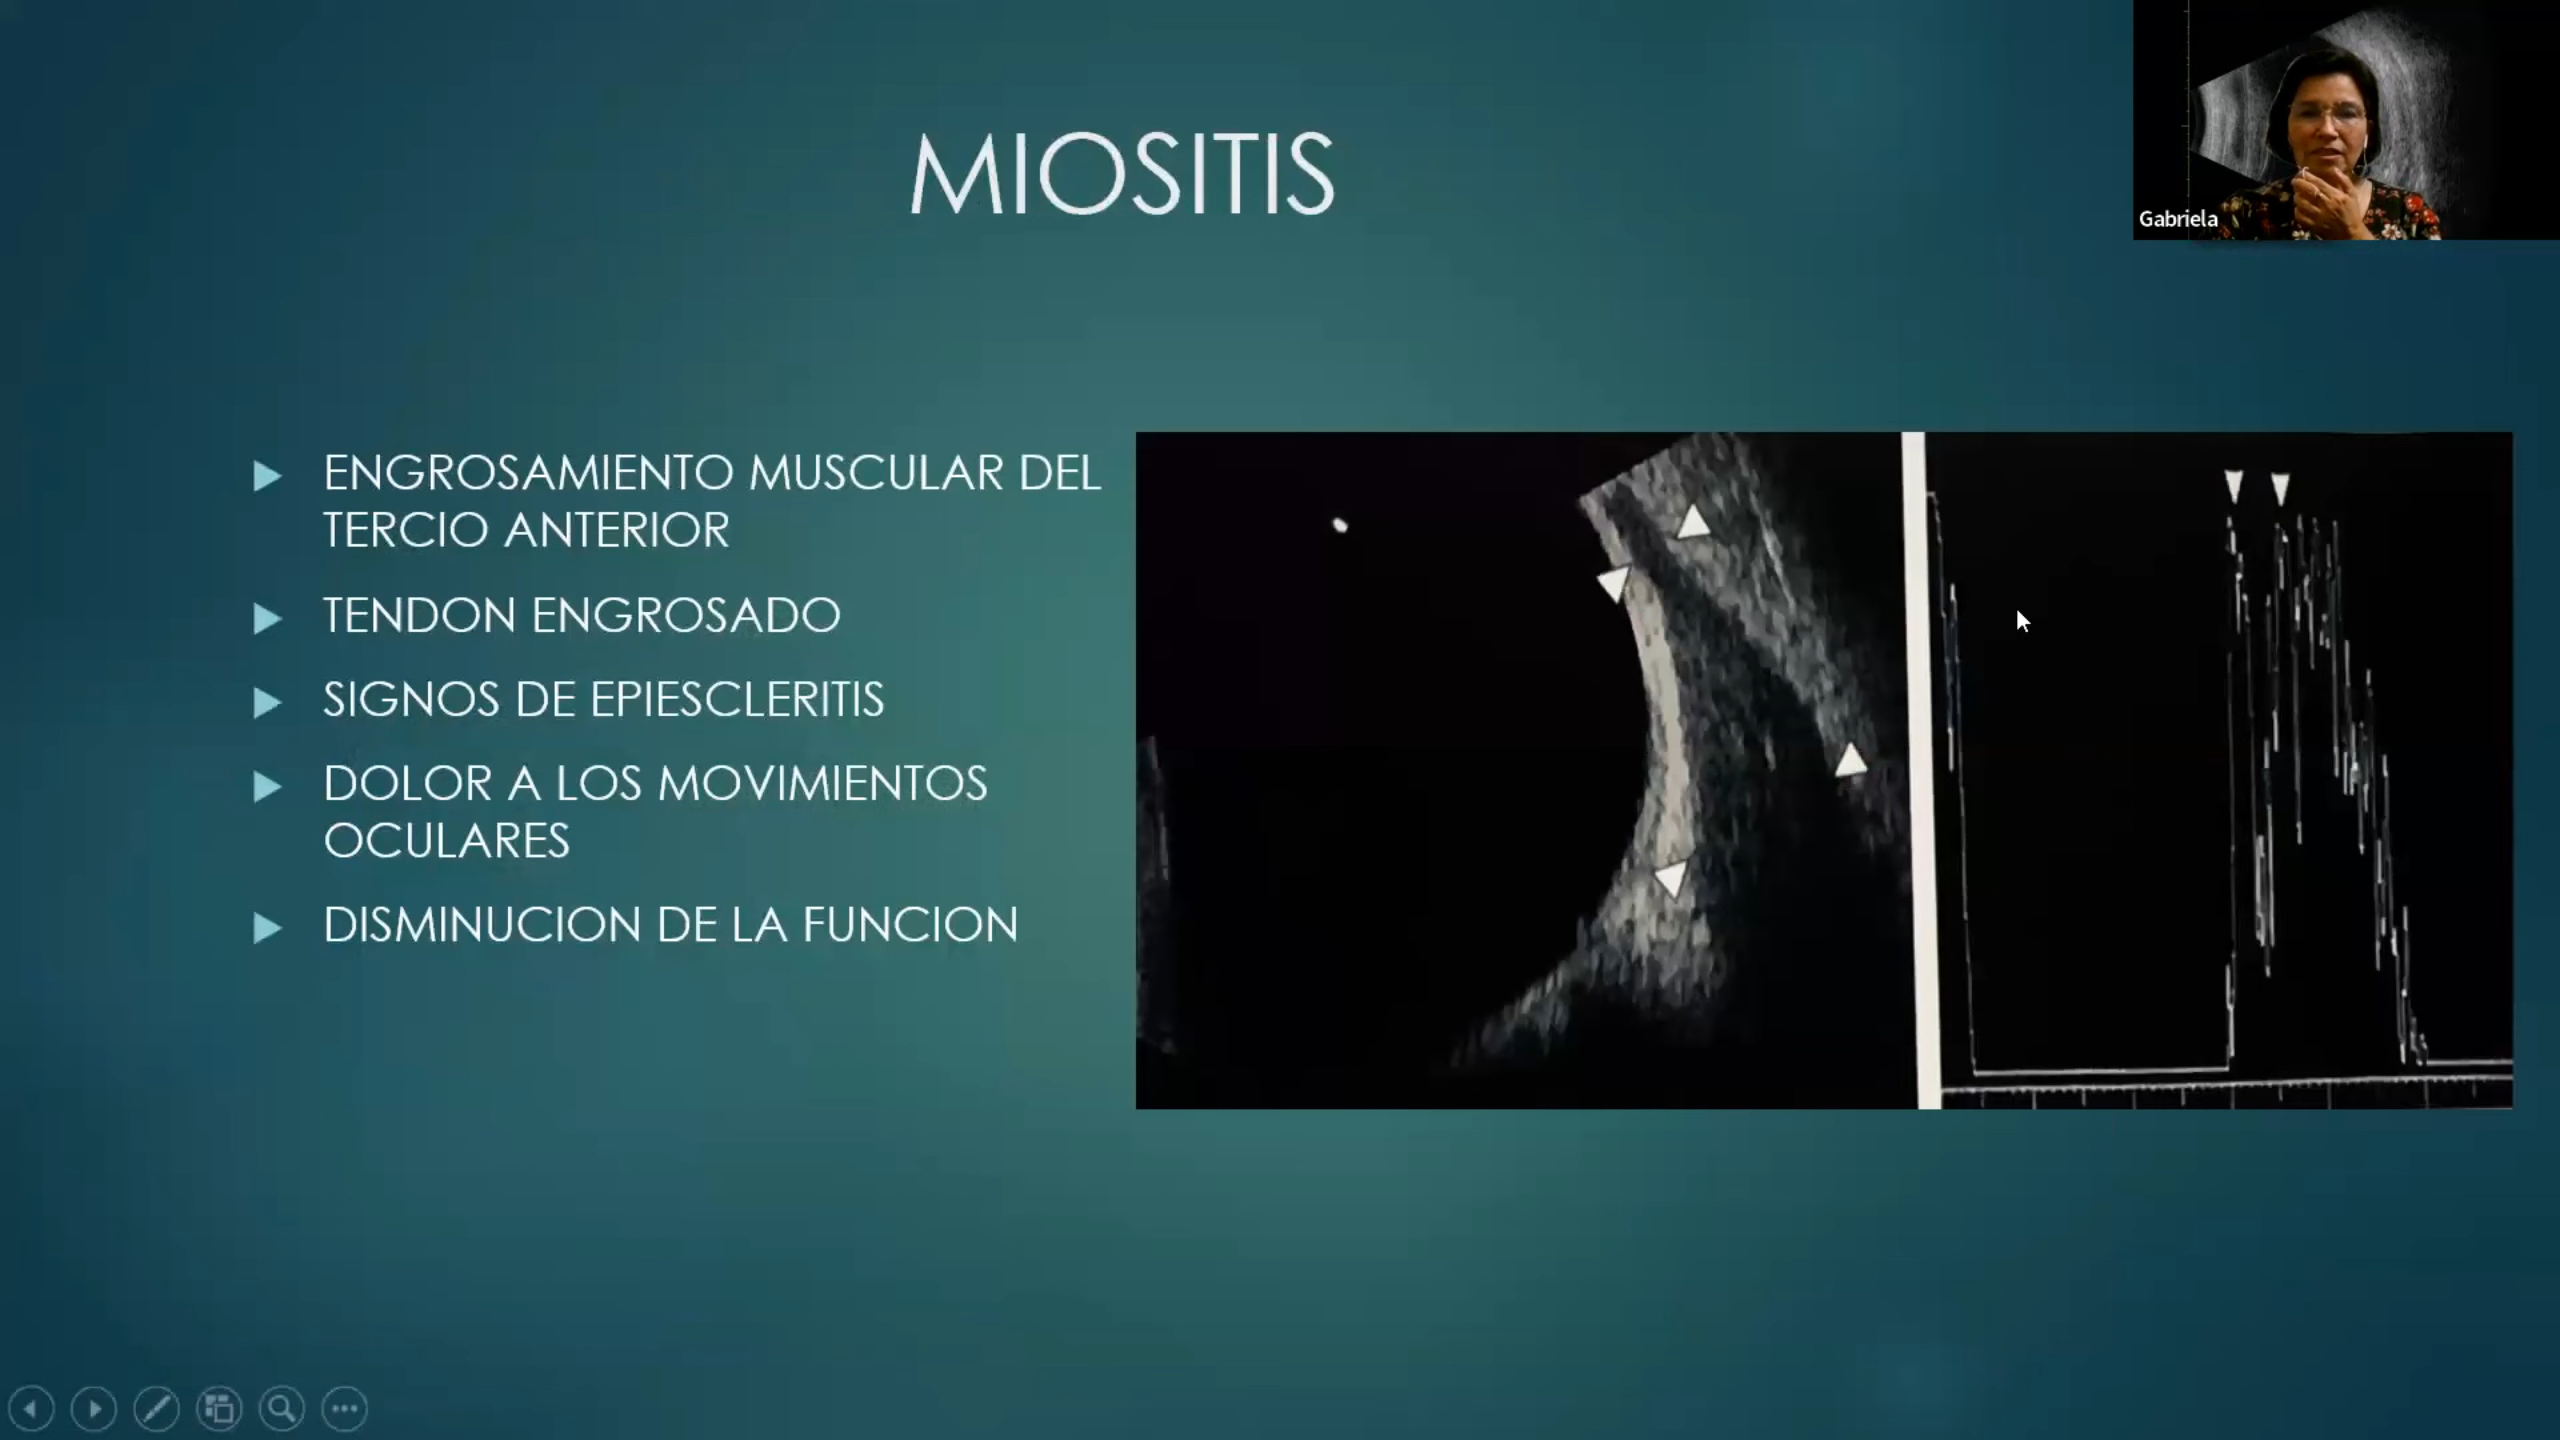 MIOSITIS
Gabriela
ENGROSAMIENTO MUSCULAR DEL
TERCIO ANTERIOR
TENDON ENGROSADO
SIGNOS DE EPIESCLERITIS
DOLOR A LOS MOVIMIENTOS
OCULARES
DISMINUCION DE LA FUNCION